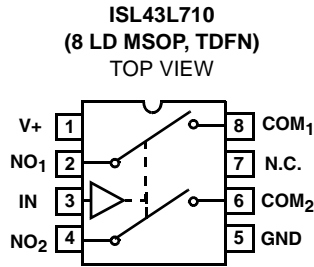 ISL43L710
(8 LD MSOP, TDFN)
TOP VIEW
V+ 1 8 COM1
NO1 2 7 N.C.
IN 3 6 COM2
NO2 4 5 GND